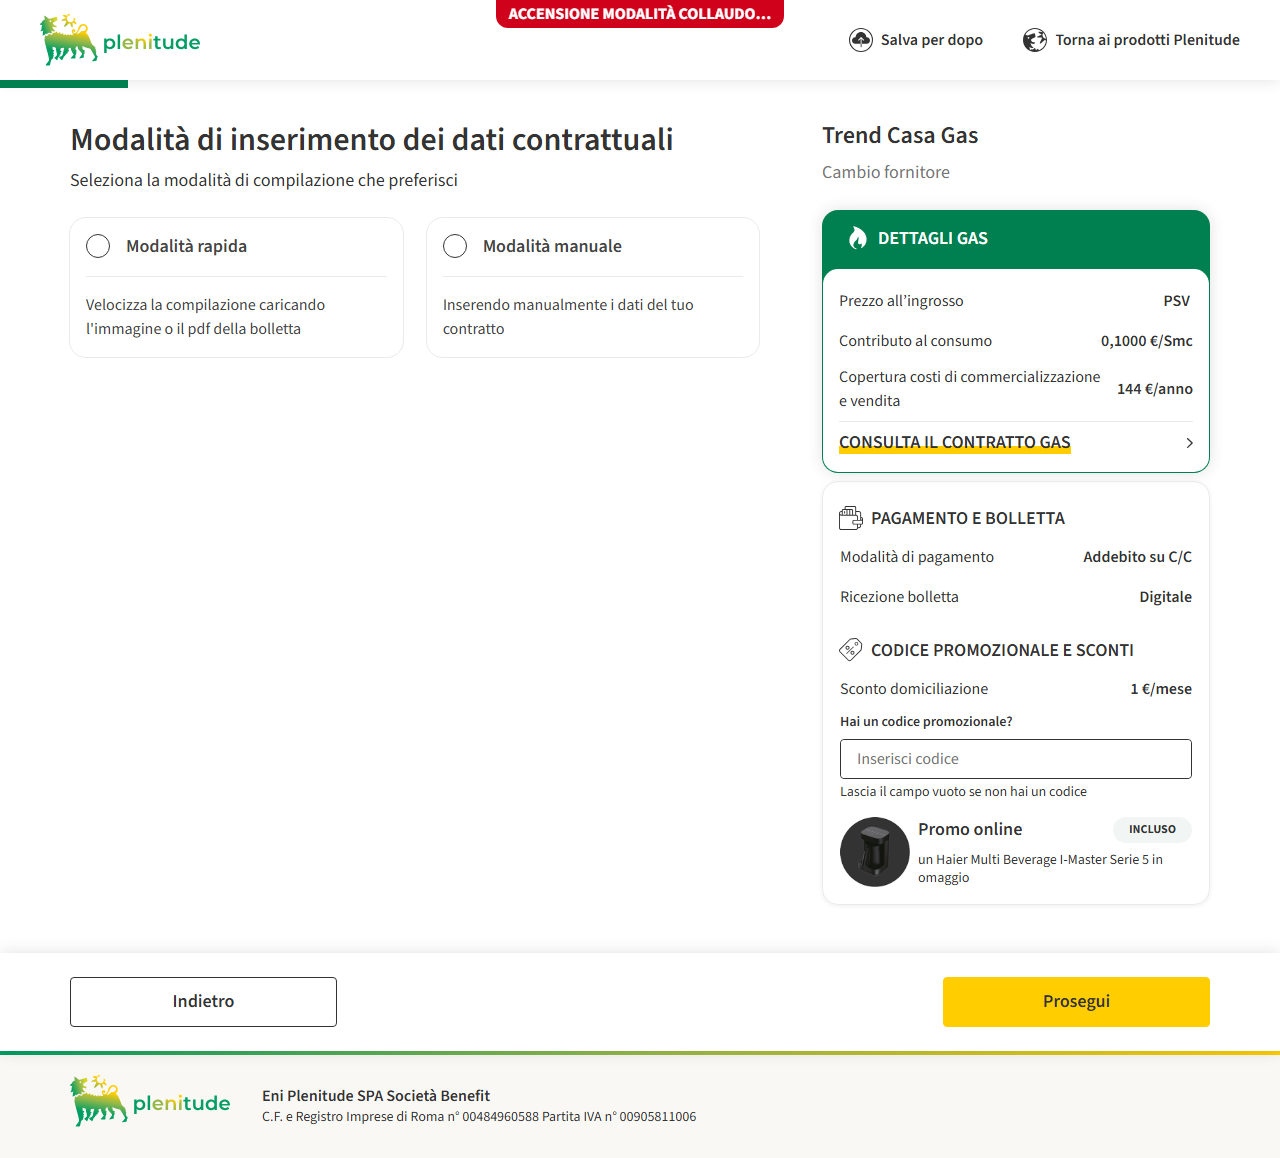 plenitude
ACCENSIONE MODALITÀ COLLAUDO...
Salva per dopo
Torna ai prodotti Plenitude
Modalità di inserimento dei dati contrattuali
Seleziona la modalità di compilazione che preferisci
Modalità rapida
Velocizza la compilazione caricando
l'immagine o il pdf della bolletta
Modalità manuale
Inserendo manualmente i dati del tuo
contratto
Trend Casa Gas
Cambio fornitore
DETTAGLI GAS
Prezzo all’ingrosso PSV
Contributo al consumo 0,1000 €/Smc
Copertura costi di commercializzazione
e vendita 144 €/anno
CONSULTA IL CONTRATTO GAS
PAGAMENTO E BOLLETTA
Modalità di pagamento Addebito su C/C
Ricezione bolletta Digitale
CODICE PROMOZIONALE E SCONTI
Sconto domiciliazione 1 €/mese
Hai un codice promozionale?
Inserisci codice
Lascia il campo vuoto se non hai un codice
Promo online INCLUSO
un Haier Multi Beverage I-Master Serie 5 in
omaggio
Indietro
Prosegui
plenitude
Eni Plenitude SPA Società Benefit
C.F. e Registro Imprese di Roma n° 00484960588 Partita IVA n° 00905811006